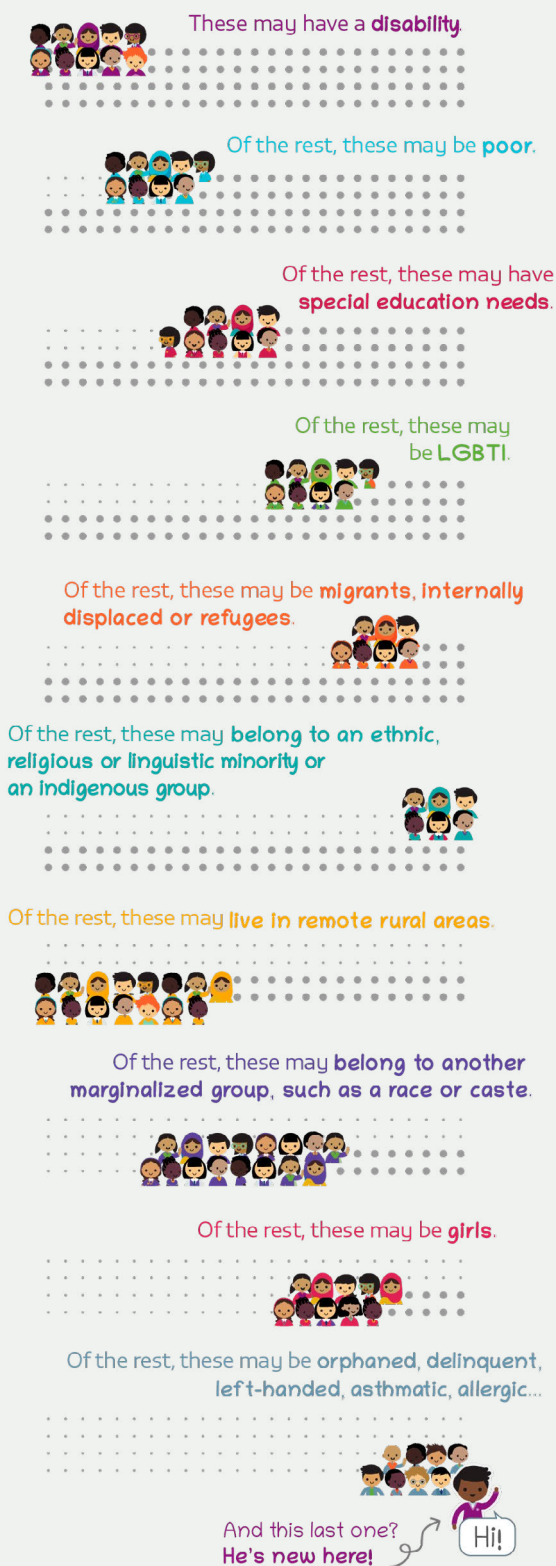 These may have a disability.
Of the rest, these may be poor.
Of the rest, these may have
special education needs.
Of the rest, these may
be LGBTI.
Of the rest, these may be migrants, internally
displaced or refugees.
Of the rest, these may belong to an ethnic,
religious or linguistic minority or
an indigenous group.
Of the rest, these may live in remote rural areas.
Of the rest, these may belong to another
marginalized group, such as a race or caste.
Of the rest, these may be girls.
Of the rest, these may be orphaned, delinquent,
left-handed, asthmatic, allergic...
And this last one?
He's new here!
Hi!